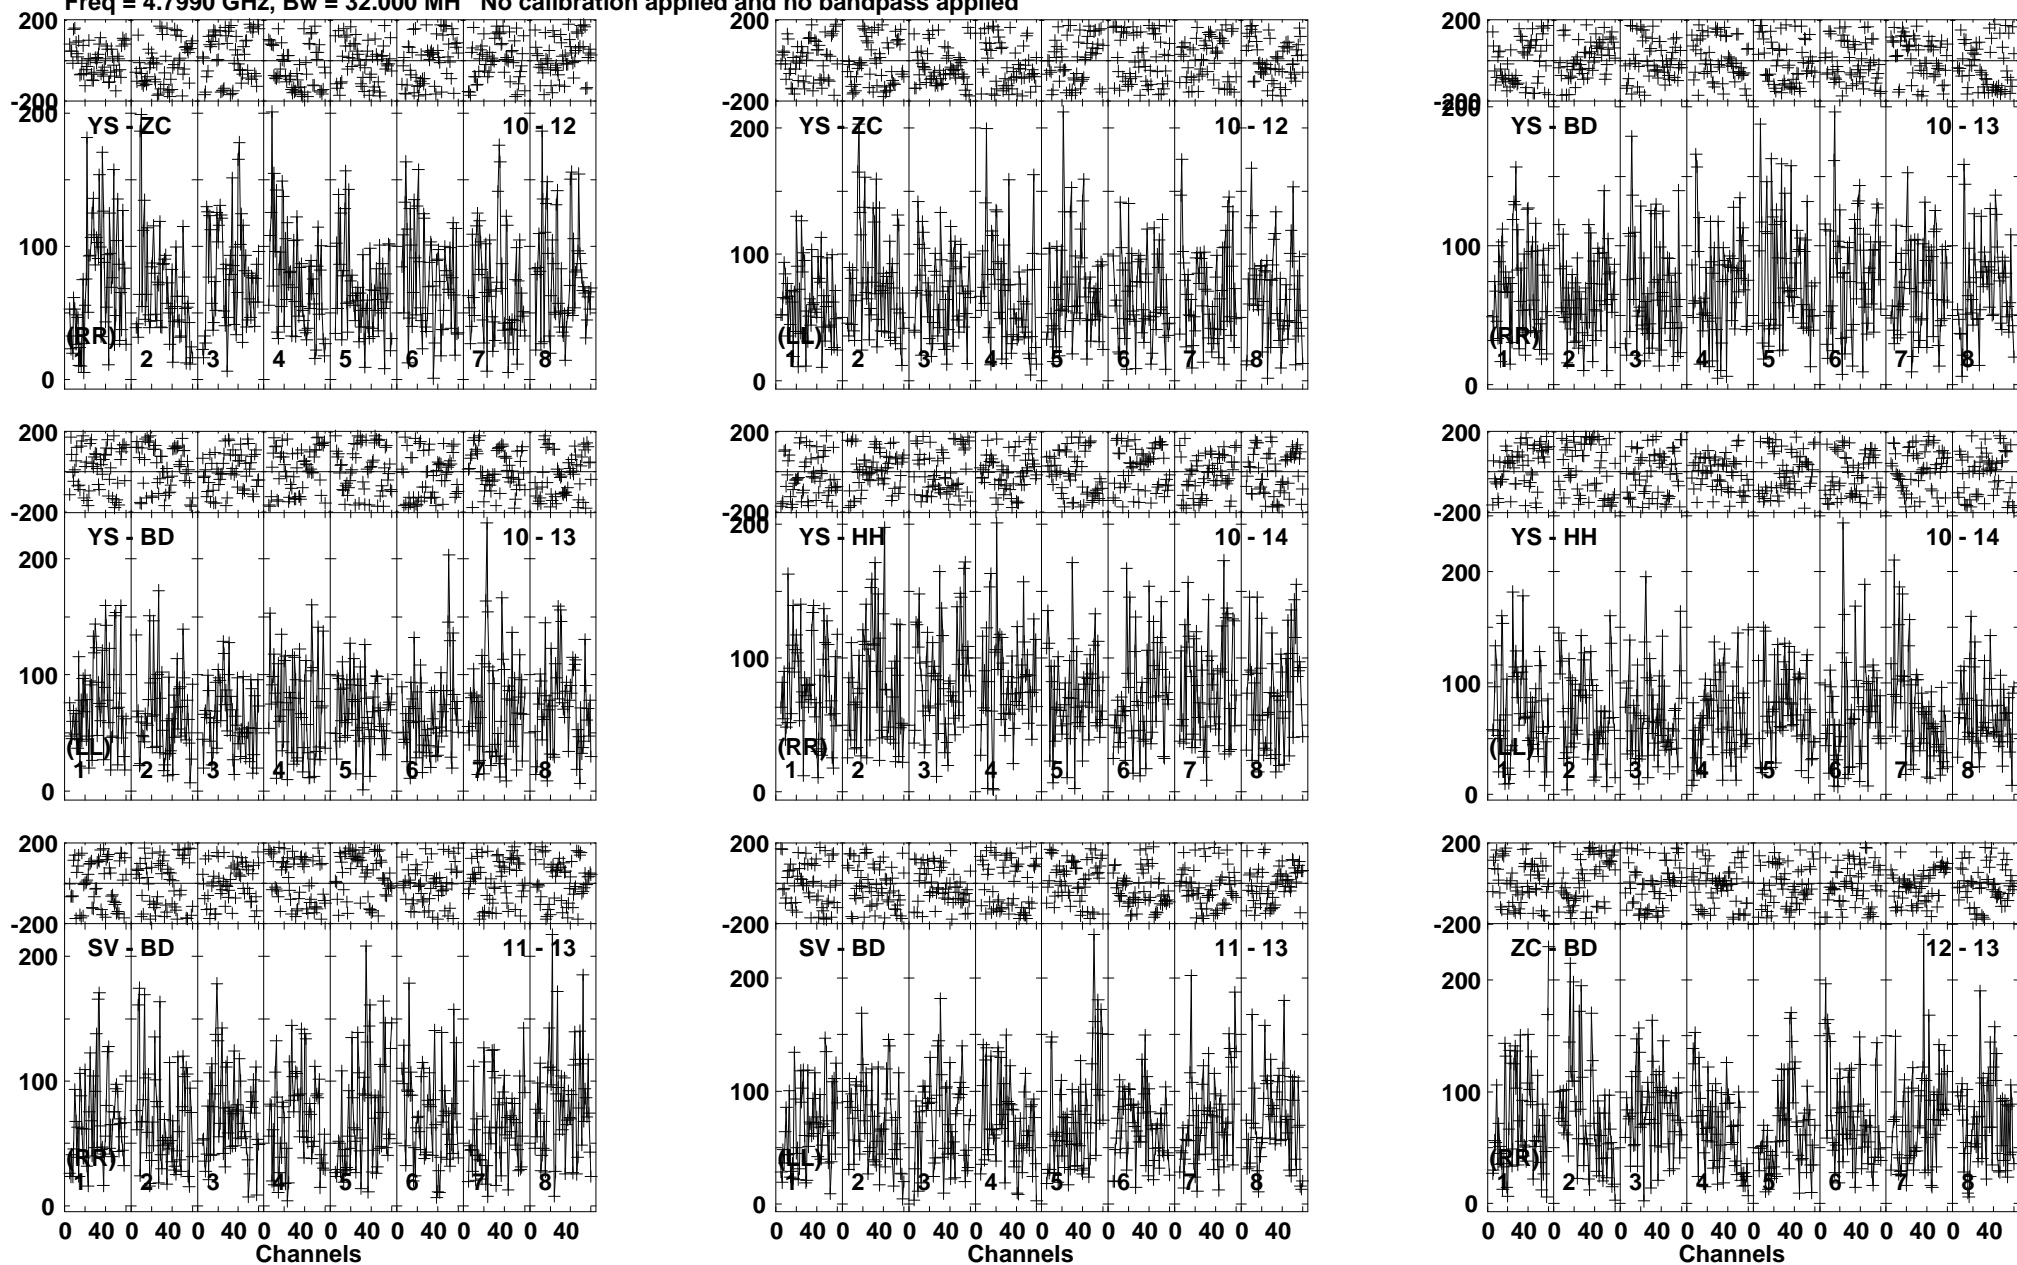 Freq = 4.7990 GHz, Bw = 32.000 MH No calibration applied and no bandpass applied
200 200 200
-200 -200 -200
200 YS - ZC 10 - 12 200 YS - ZC 10 - 12 200 YS - BD 10 - 13
100 100 100
(RR) (LL) (RR)
1 2 3 4 5 6 7 8 1 2 3 4 5 6 7 8 1 2 3 4 5 6 7 8
0 0 0
200 200 200
-200 -200 -200
200 YS - BD 10 - 13 200 YS - HH 10 - 14 200 YS - HH 10 - 14
100 100 100
(LL) (RR) (LL)
1 2 3 4 5 6 7 8 1 2 3 4 5 6 7 8 1 2 3 4 5 6 7 8
0 0 0
200 200 200
-200 -200 -200
200 SV - BD 11 - 13 200 SV - BD 11 - 13 200 ZC - BD 12 - 13
100 100 100
(RR) (LL) (RR)
1 2 3 4 5 6 7 8 1 2 3 4 5 6 7 8 1 2 3 4 5 6 7 8
0 0 0
0 40 0 40 0 40 0 40 0 40 0 40 0 40 0 40 0 40 0 40 0 40 0 40 0 40 0 40 0 40 0 40 0 40 0 40 0 40 0 40 0 40 0 40 0 40 0 40
Channels Channels Channels